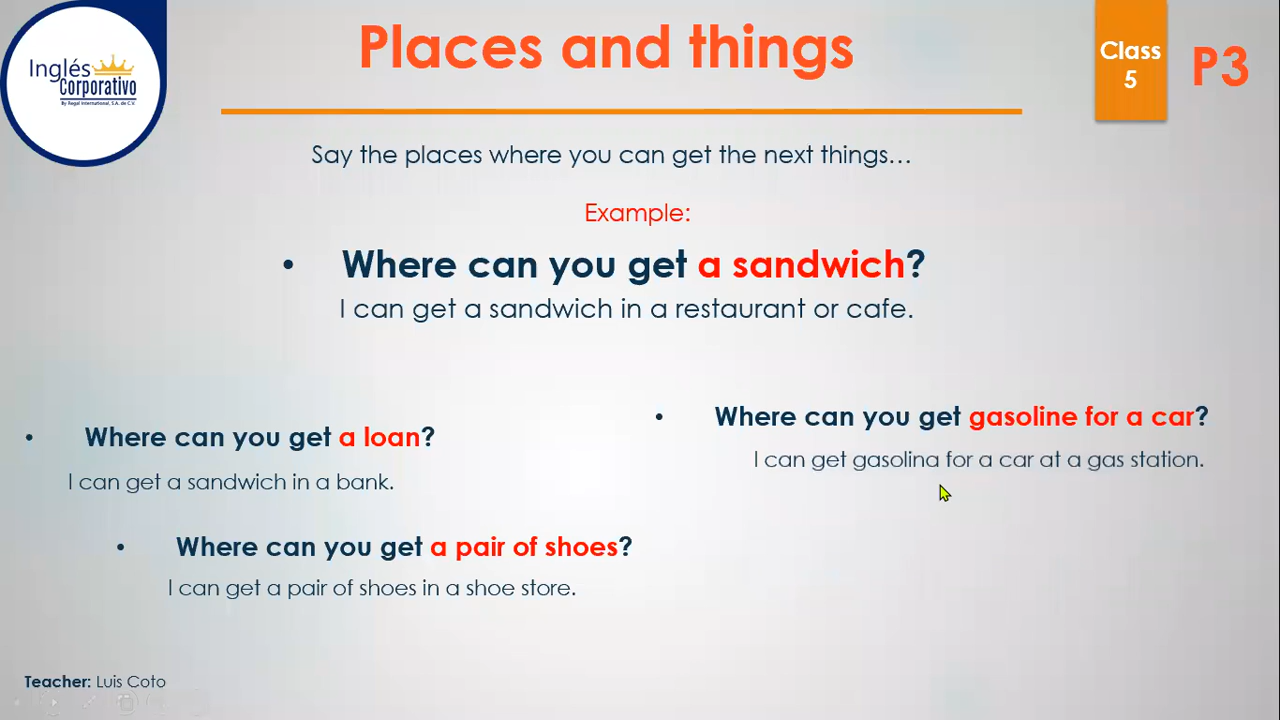 Inglés
Corporativo
By Regal International, S.A. de C.V.
Places and things
Class
5
P3
Say the places where you can get the next things...
Example:
• Where can you get a sandwich?
I can get a sandwich in a restaurant or cafe.
• Where can you get a loan?
I can get a sandwich in a bank.
• Where can you get gasoline for a car?
I can get gasolina for a car at a gas station.
• Where can you get a pair of shoes?
I can get a pair of shoes in a shoe store.
Teacher: Luis Coto